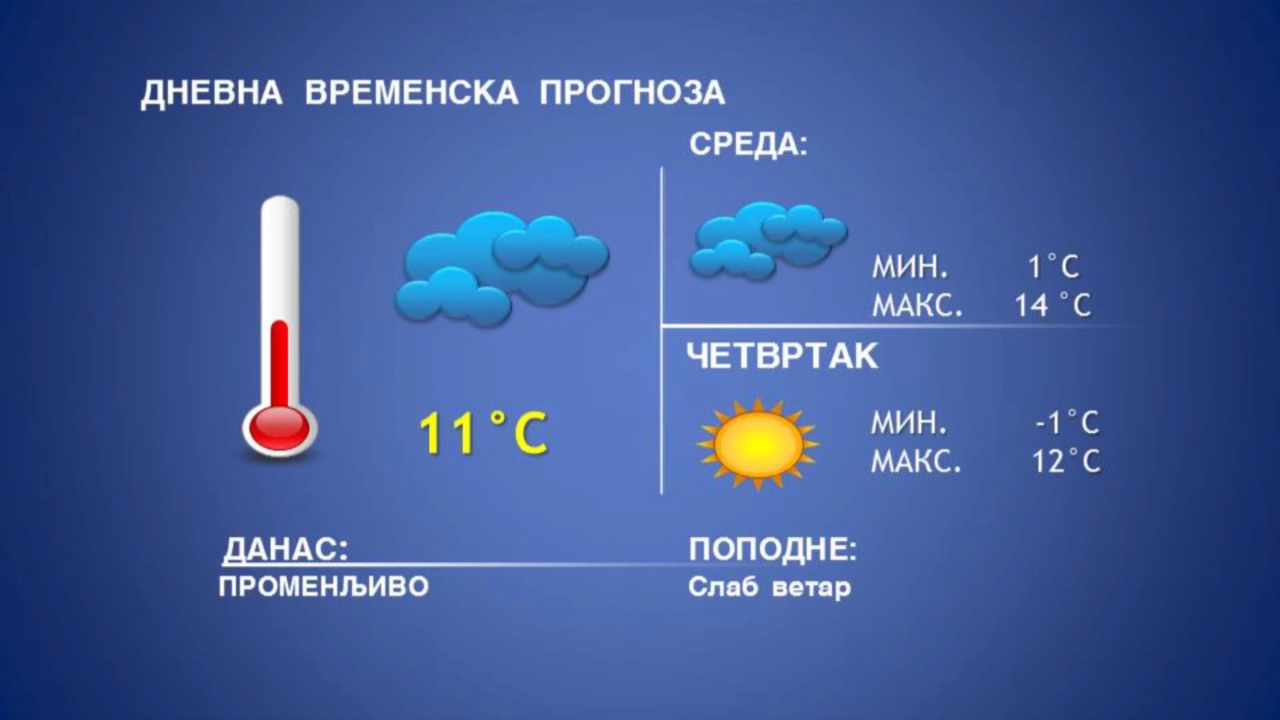 ДНЕВНА ВРЕМЕНСКА ПРОГНОЗА
11°C
СРЕДА:
МИН. 1°C
МАКС. 14 °C
ЧЕТВРТАК
МИН. -1°C
МАКС. 12°C
ДАНАС:
ПРОМЕНЉИВО
ПОПОДНЕ:
Слаб ветар